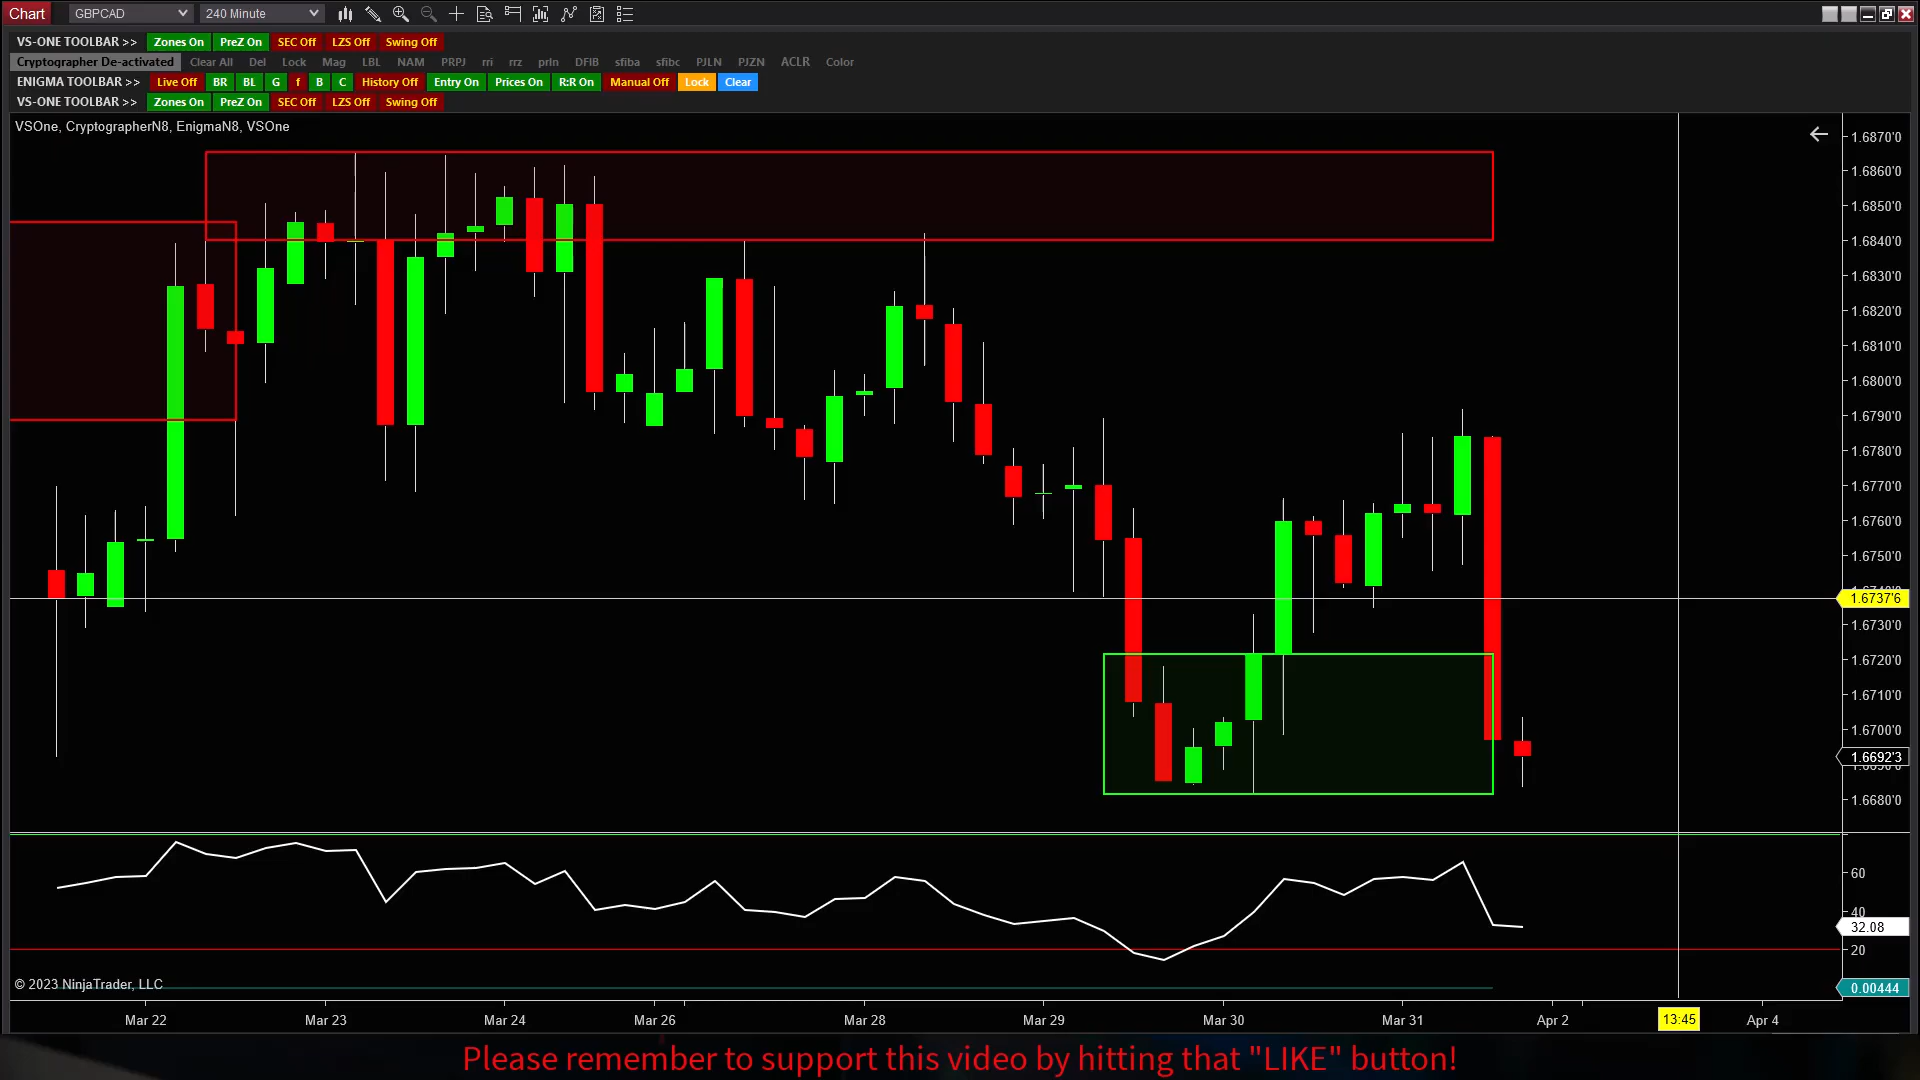 Chart GBPCAD 240 Minute
VS-ONE TOOLBAR >> Zones On PreZ On SEC Off LZS Off Swing Off
Cryptographer De-activated Clear All Del Lock Mag LBL NAM PRPJ rri rrz prln DFIB sfiba sfibc PJLN PJZN ACLR Color
ENIGMA TOOLBAR >> Live Off BR BL G f B C History Off Entry On Prices On R:R On Manual Off Lock Clear
VS-ONE TOOLBAR >> Zones On PreZ On SEC Off LZS Off Swing Off
VSOne, CryptographerN8, EnigmaN8, VSOne
1.6870'0
1.6860'0
1.6850'0
1.6840'0
1.6830'0
1.6820'0
1.6810'0
1.6800'0
1.6790'0
1.6780'0
1.6770'0
1.6760'0
1.6750'0
1.6737'6
1.6730'0
1.6720'0
1.6710'0
1.6700'0
1.6692'3
1.6680'0
60
40
32.08
20
© 2023 NinjaTrader, LLC
0.00444
Mar 22 Mar 23 Mar 24 Mar 26 Mar 28 Mar 29 Mar 30 Mar 31 Apr 2 13:45 Apr 4
Please remember to support this video by hitting that "LIKE" button!